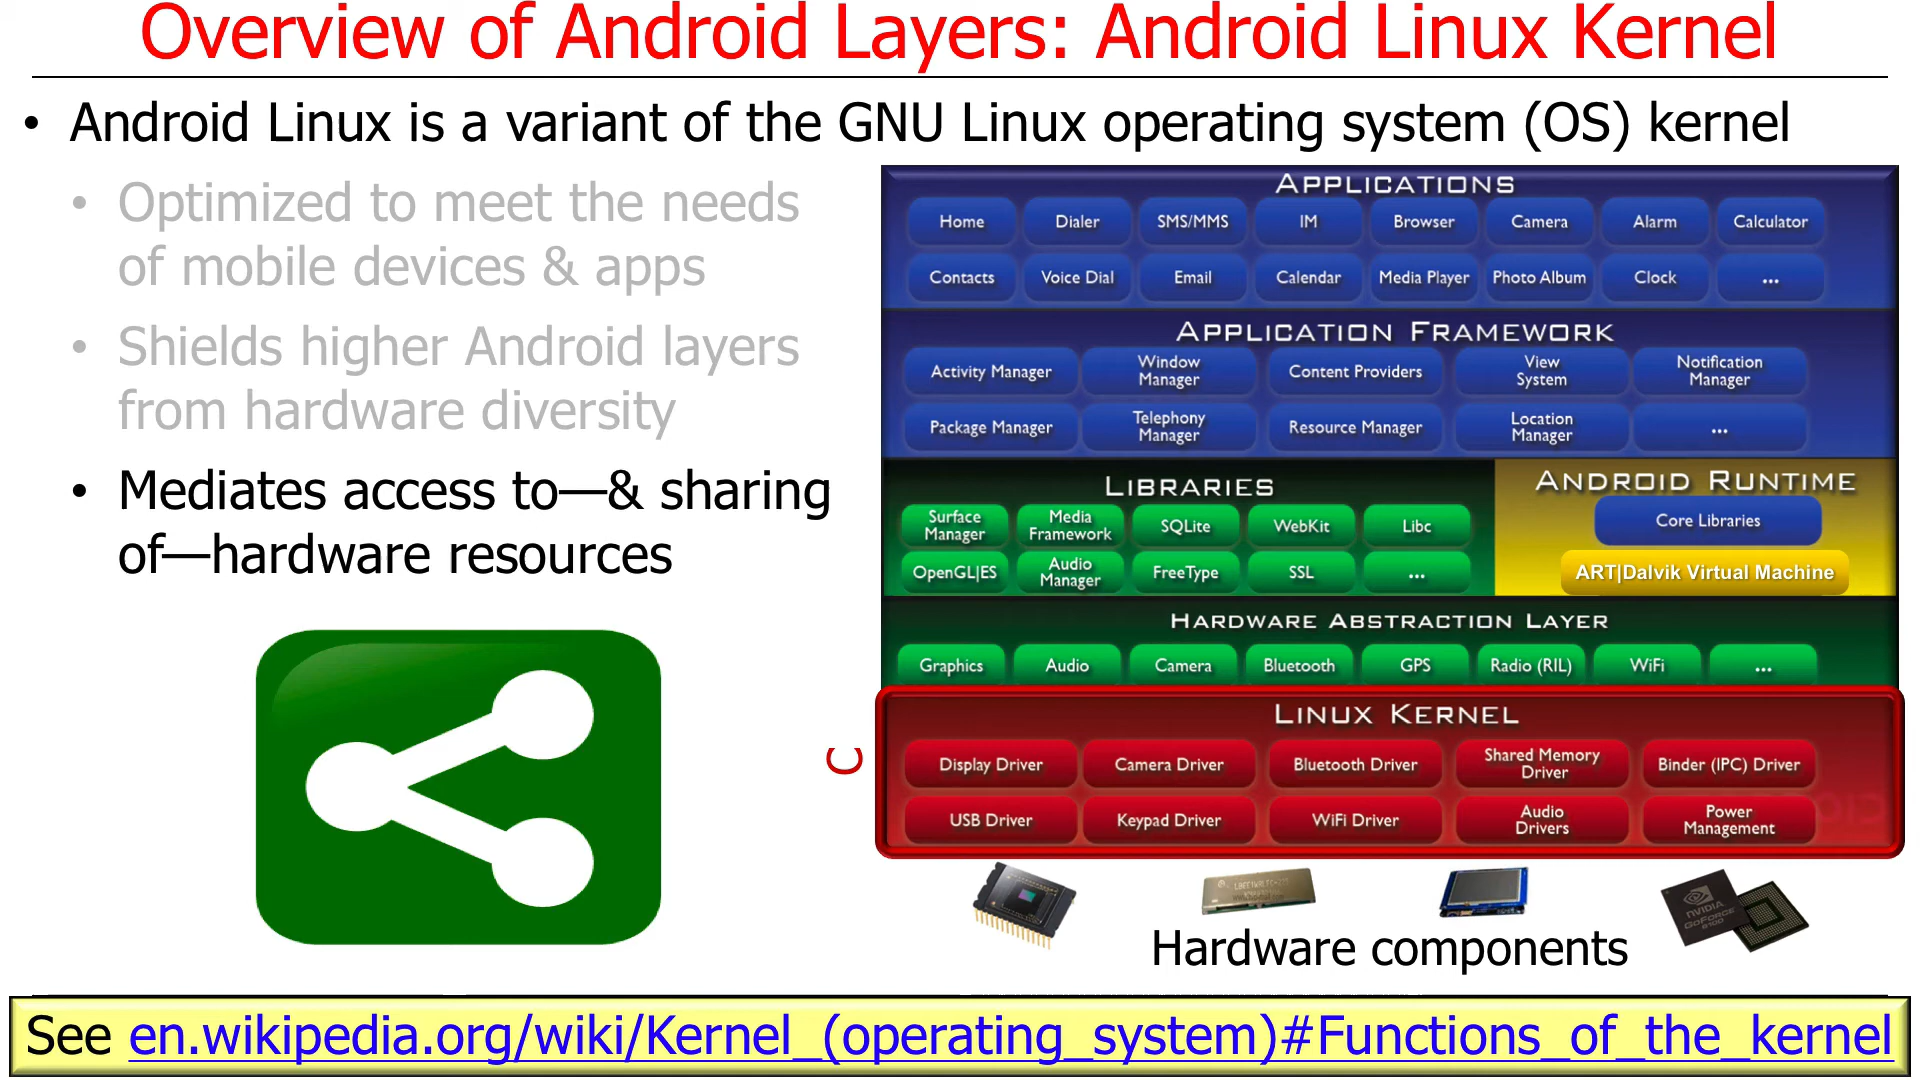 Overview of Android Layers: Android Linux Kernel
• Android Linux is a variant of the GNU Linux operating system (OS) kernel
• Optimized to meet the needs
of mobile devices & apps
• Shields higher Android layers
from hardware diversity
• Mediates access to—& sharing
of—hardware resources
APPLICATIONS
Home Dialer SMS/MMS IM Browser Camera Alarm Calculator
Contacts Voice Dial Email Calendar Media Player Photo Album Clock ...
APPLICATION FRAMEWORK
Activity Manager
Window
Manager
Content Providers
View
System
Notification
Manager
Package Manager
Telephony
Manager
Resource Manager
Location
Manager
...
LIBRARIES
Surface
Manager
Media
Framework
SQLite WebKit Libc
OpenGL|ES
Audio
Manager
FreeType SSL ...
ANDROID RUNTIME
Core Libraries
ART|Dalvik Virtual Machine
HARDWARE ABSTRACTION LAYER
Graphics Audio Camera Bluetooth GPS Radio (RIL) WiFi ...
C
LINUX KERNEL
Display Driver Camera Driver Bluetooth Driver
Shared Memory
Driver
Binder (IPC) Driver
USB Driver Keypad Driver WiFi Driver
Audio
Drivers
Power
Management
NVIDIA
GEFORCE
Hardware components
See en.wikipedia.org/wiki/Kernel_(operating_system)#Functions_of_the_kernel